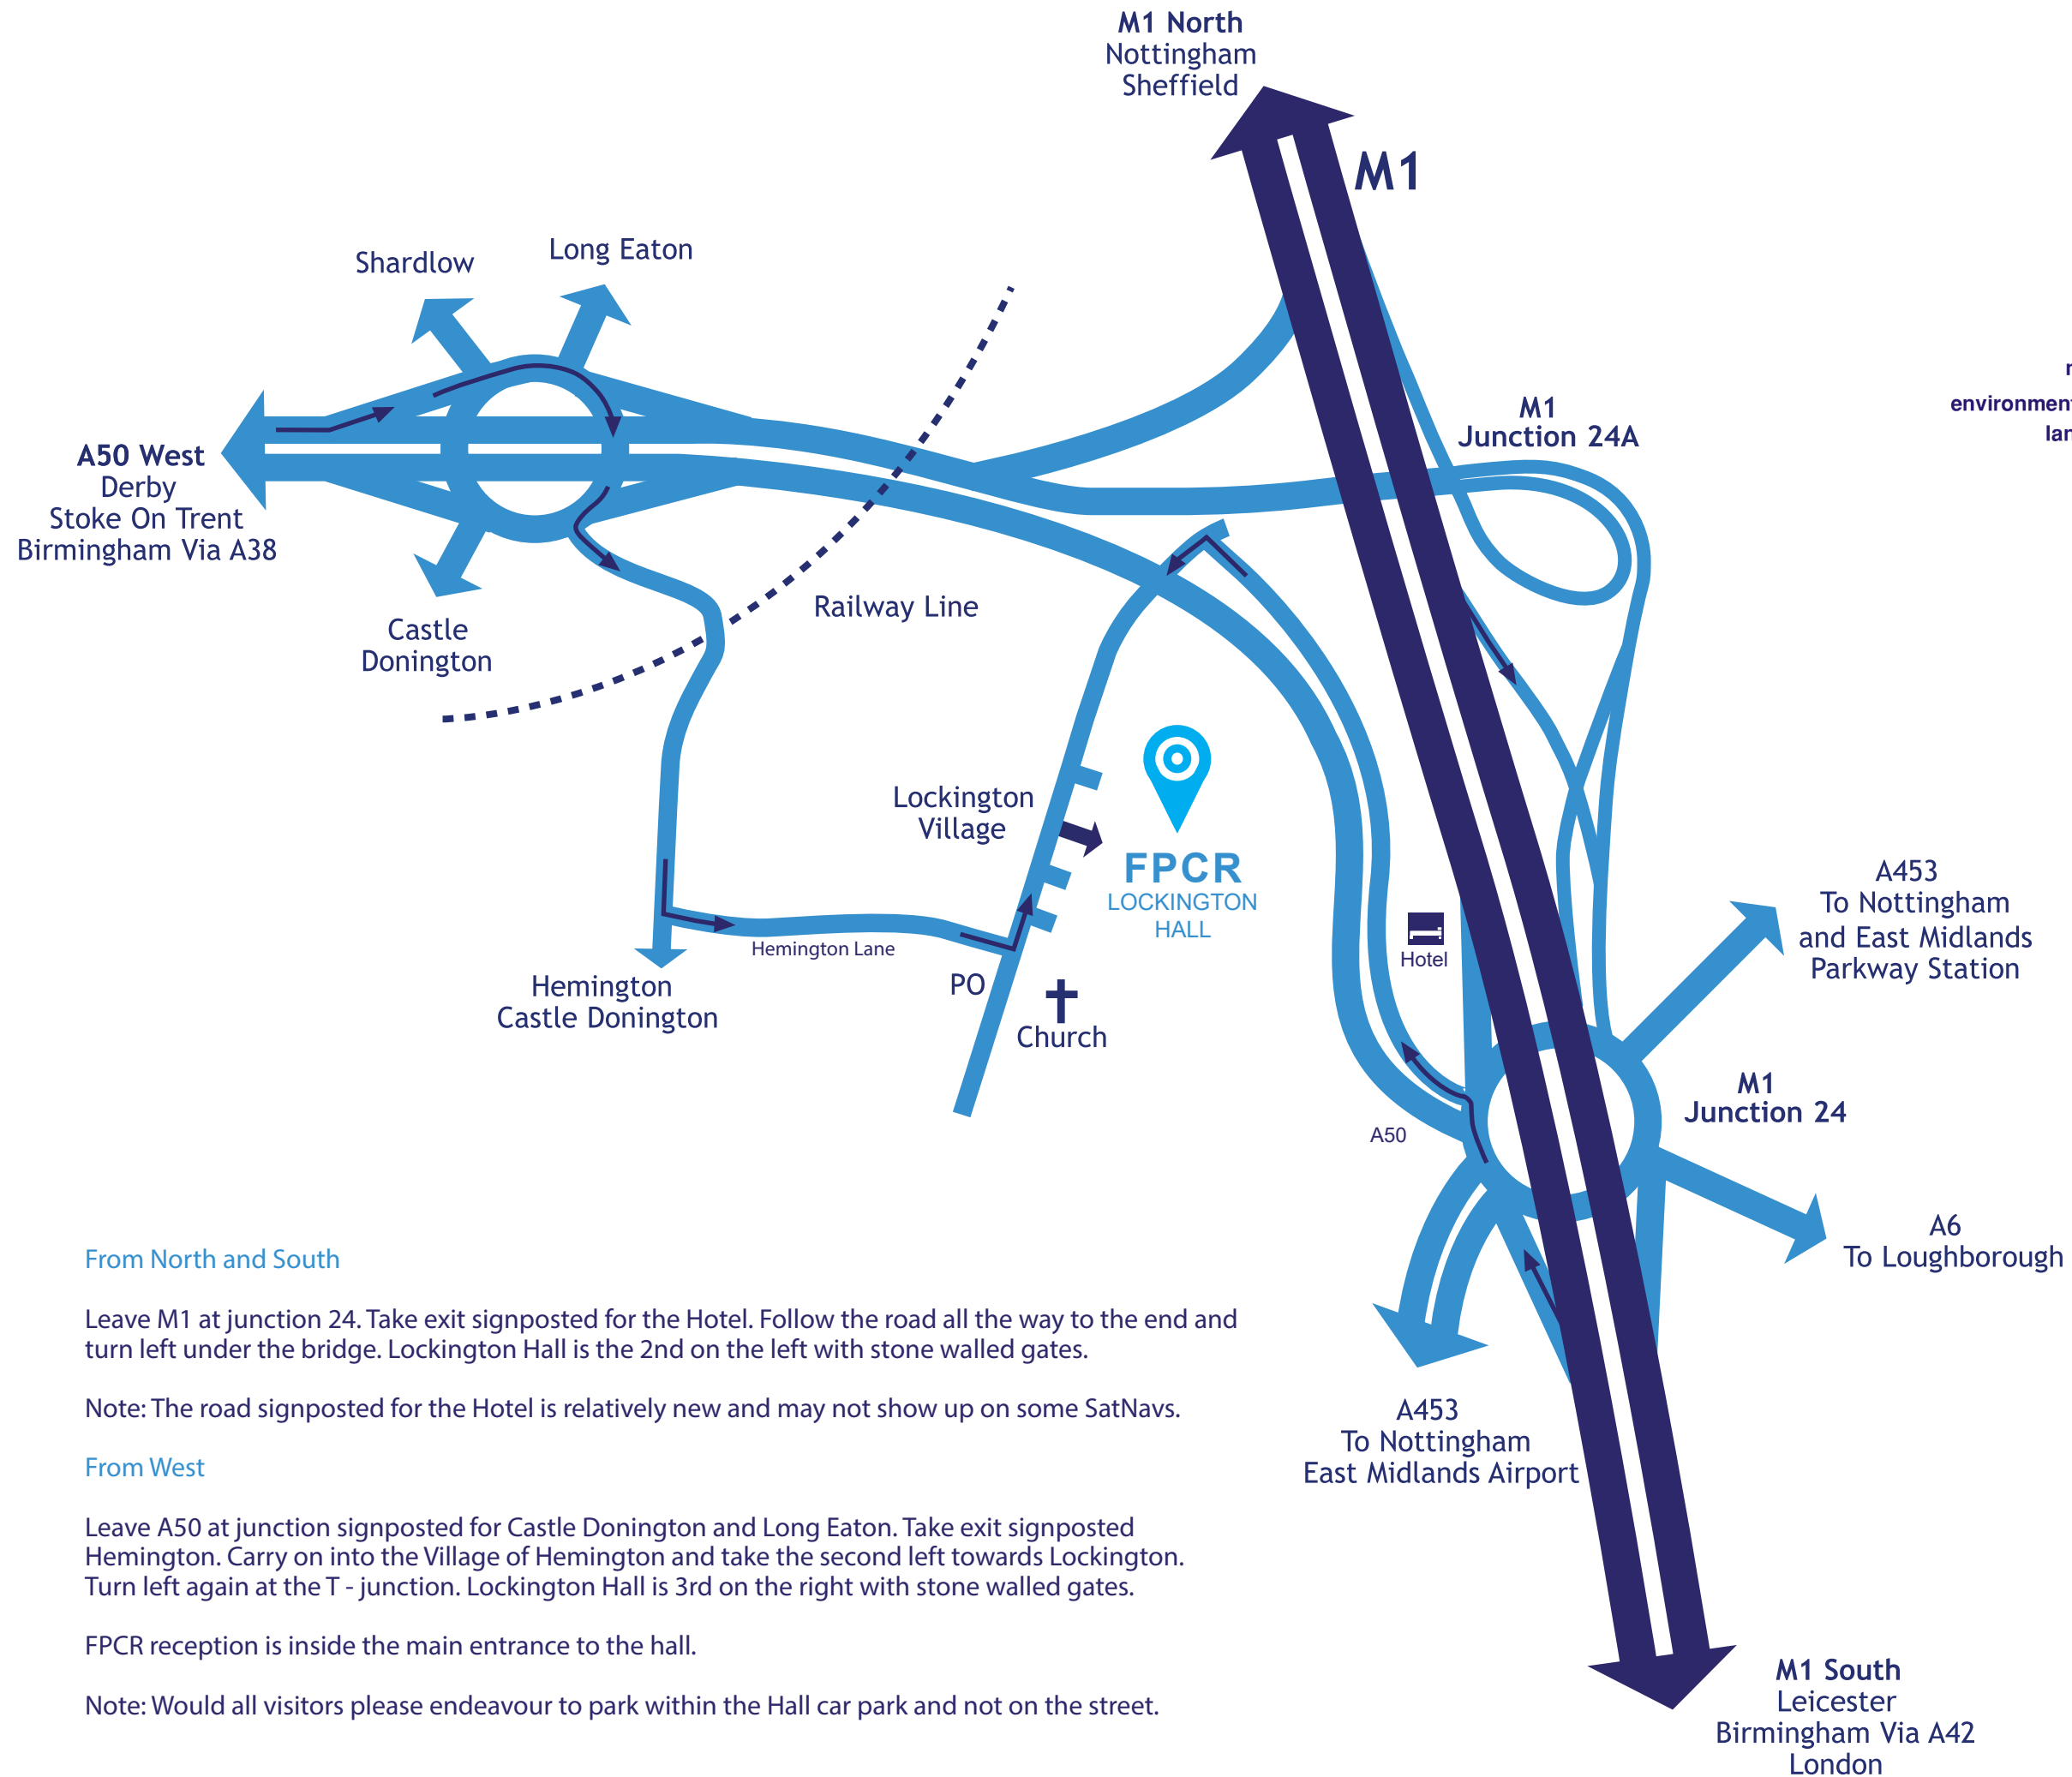 M1 North
Nottingham
Sheffield
M1
Shardlow
Long Eaton
A50 West
Derby
Stoke On Trent
Birmingham Via A38
M1
Junction 24A
environment
Castle
Donington
Railway Line
Lockington
Village
FPCR
LOCKINGTON
HALL
Hotel
A453
To Nottingham
and East Midlands
Parkway Station
Hemington Lane
PO
Church
Hemington
Castle Donington
M1
Junction 24
A50
A6
To Loughborough
A453
To Nottingham
East Midlands Airport
From North and South
Leave M1 at junction 24. Take exit signposted for the Hotel. Follow the road all the way to the end and
turn left under the bridge. Lockington Hall is the 2nd on the left with stone walled gates.
Note: The road signposted for the Hotel is relatively new and may not show up on some SatNavs.
From West
Leave A50 at junction signposted for Castle Donington and Long Eaton. Take exit signposted
Hemington. Carry on into the Village of Hemington and take the second left towards Lockington.
Turn left again at the T - junction. Lockington Hall is 3rd on the right with stone walled gates.
FPCR reception is inside the main entrance to the hall.
Note: Would all visitors please endeavour to park within the Hall car park and not on the street.
M1 South
Leicester
Birmingham Via A42
London